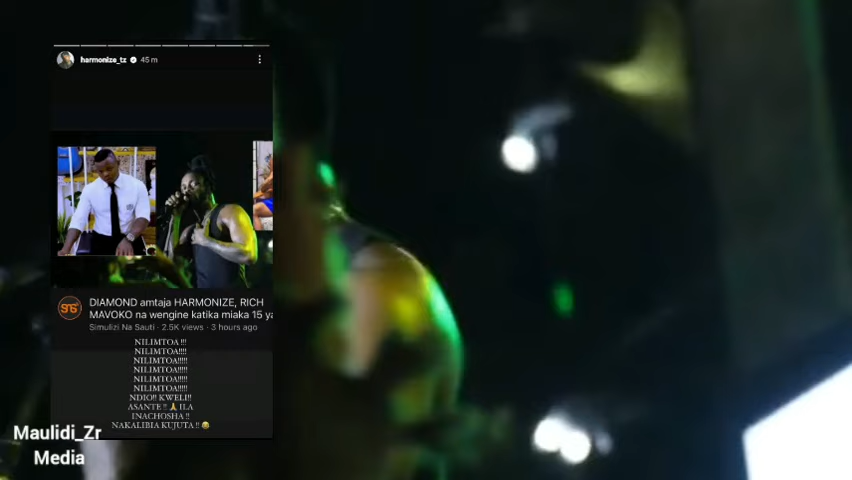 harmonize_tz 45 m
DIAMOND amtaja HARMONIZE, RICH
MAVOKO na wengine katika miaka 15 ya
Simulizi Na Sauti · 2.5K views · 3 hours ago
NILIMTOA !!!
NILIMTOA!!!!
NILIMTOA!!!!!
NILIMTOA!!!!!
NILIMTOA!!!!!
NILIMTOA!!!!!
NDIO!! KWELI!!
ASANTE !! 🙏 ILA
INACHOSHA !!
NAKALIBIA KUJUTA !! 😂
Maulidi_Zr
Media